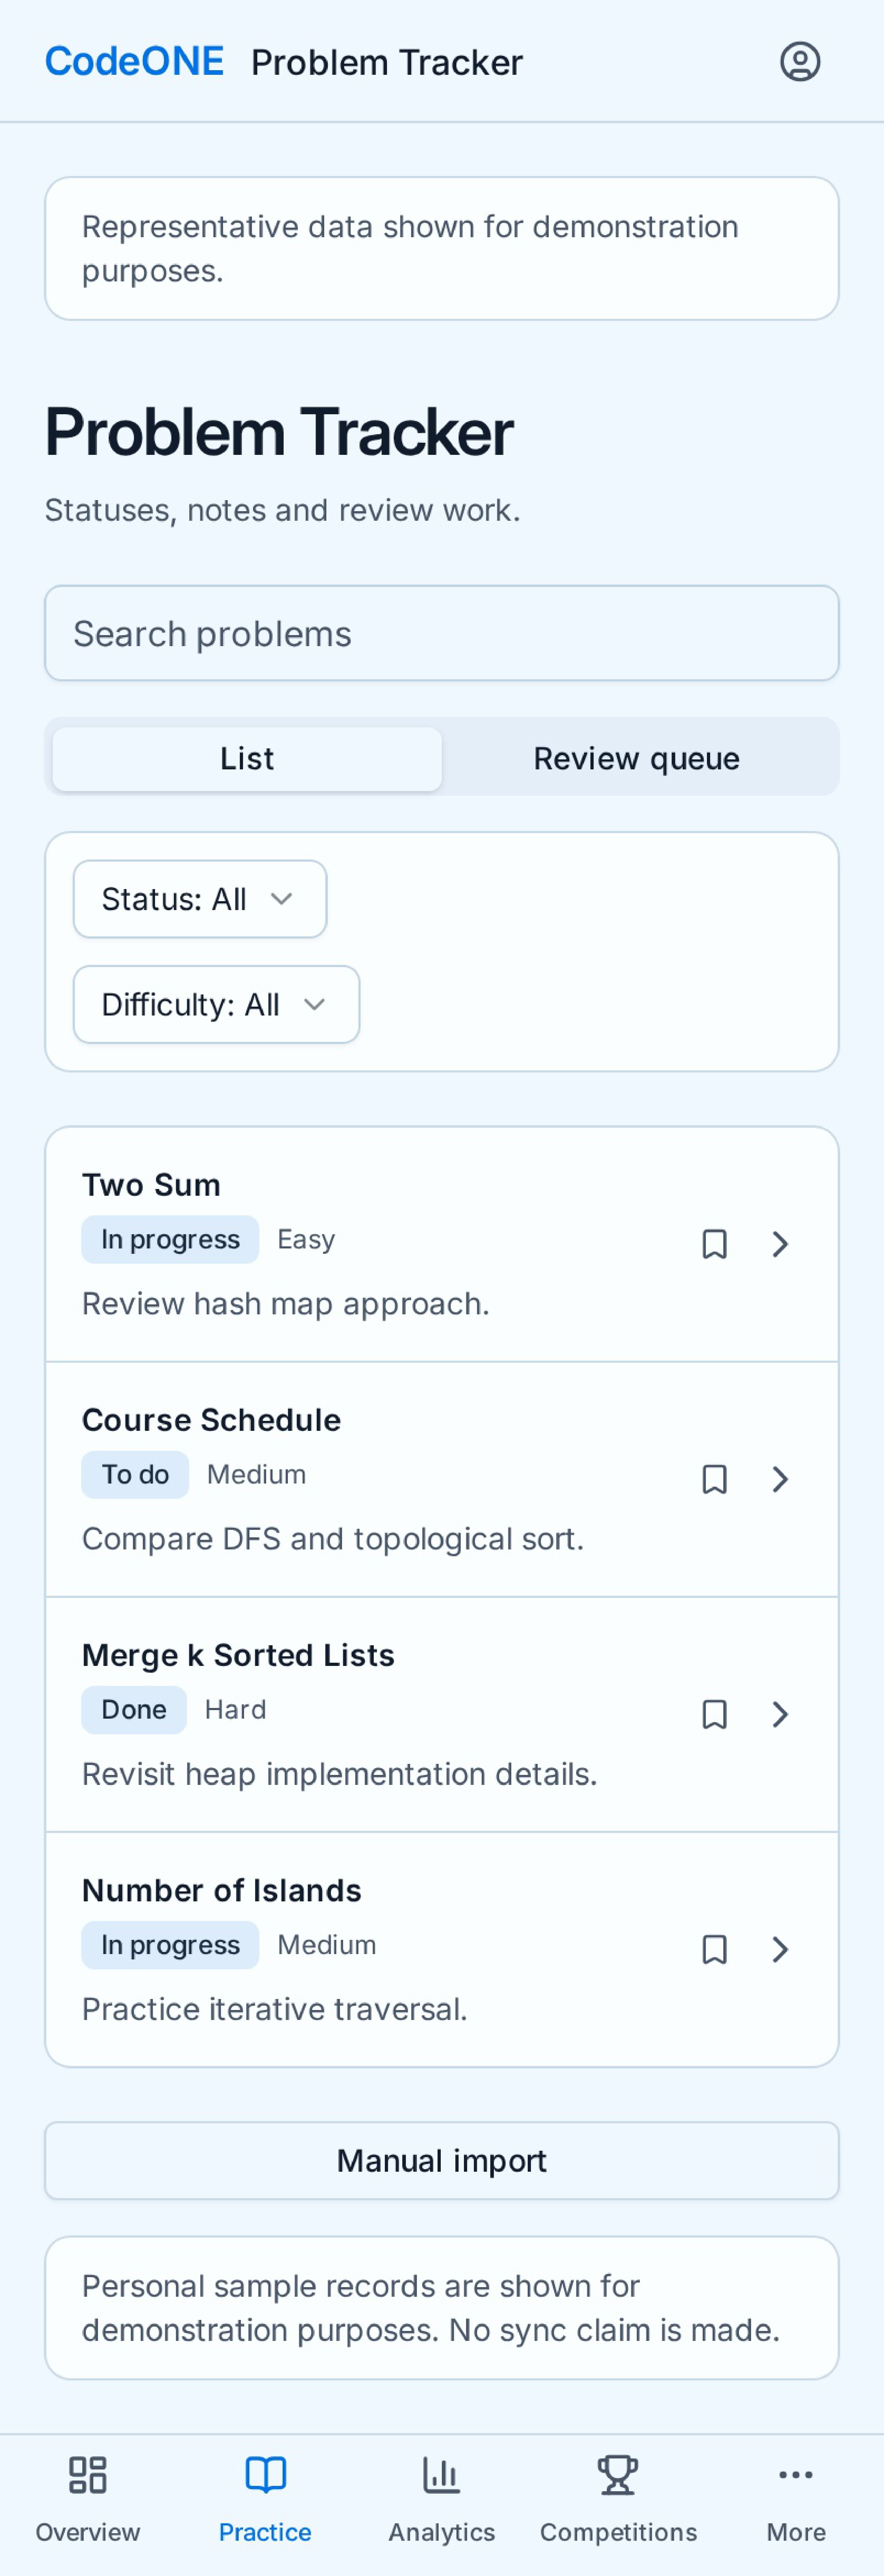 CodeONE Problem Tracker
Representative data shown for demonstration
purposes.
Problem Tracker
Statuses, notes and review work.
Search problems
List Review queue
Status: All
Difficulty: All
Two Sum
In progress Easy
Review hash map approach.
Course Schedule
To do Medium
Compare DFS and topological sort.
Merge k Sorted Lists
Done Hard
Revisit heap implementation details.
Number of Islands
In progress Medium
Practice iterative traversal.
Manual import
Personal sample records are shown for
demonstration purposes. No sync claim is made.
Overview Practice Analytics Competitions More